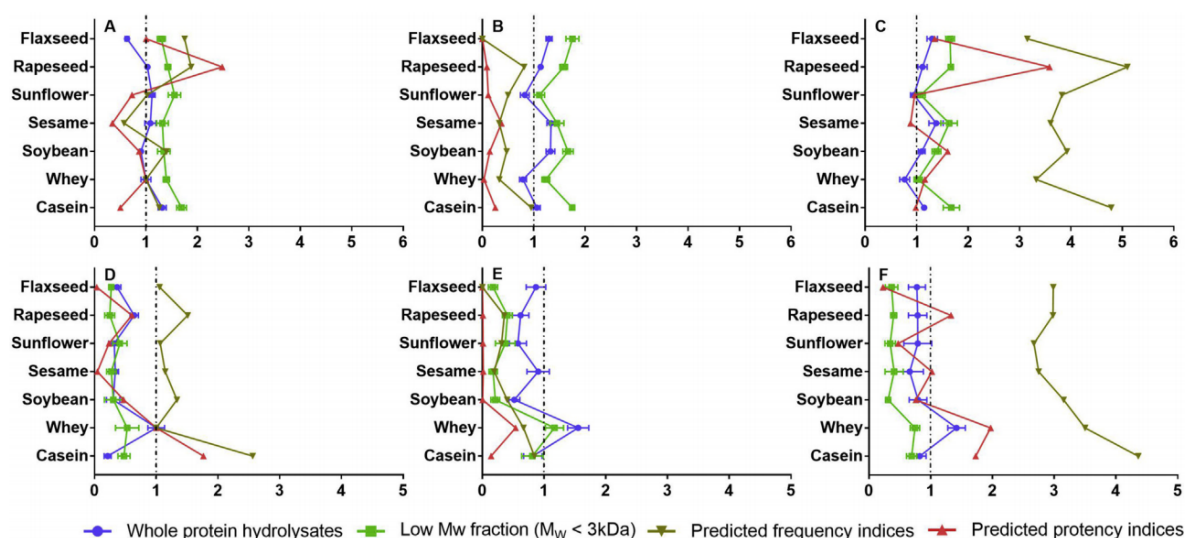 A
Flaxseed
Rapeseed
Sunflower
Sesame
Soybean
Whey
Casein
0 1 2 3 4 5 6
B
Flaxseed
Rapeseed
Sunflower
Sesame
Soybean
Whey
Casein
0 1 2 3 4 5 6
C
Flaxseed
Rapeseed
Sunflower
Sesame
Soybean
Whey
Casein
0 1 2 3 4 5 6
D
Flaxseed
Rapeseed
Sunflower
Sesame
Soybean
Whey
Casein
0 1 2 3 4 5
E
Flaxseed
Rapeseed
Sunflower
Sesame
Soybean
Whey
Casein
0 1 2 3 4 5
F
Flaxseed
Rapeseed
Sunflower
Sesame
Soybean
Whey
Casein
0 1 2 3 4 5
Whole protein hydrolysates Low Mw fraction (Mw < 3kDa) Predicted frequency indices Predicted protency indices